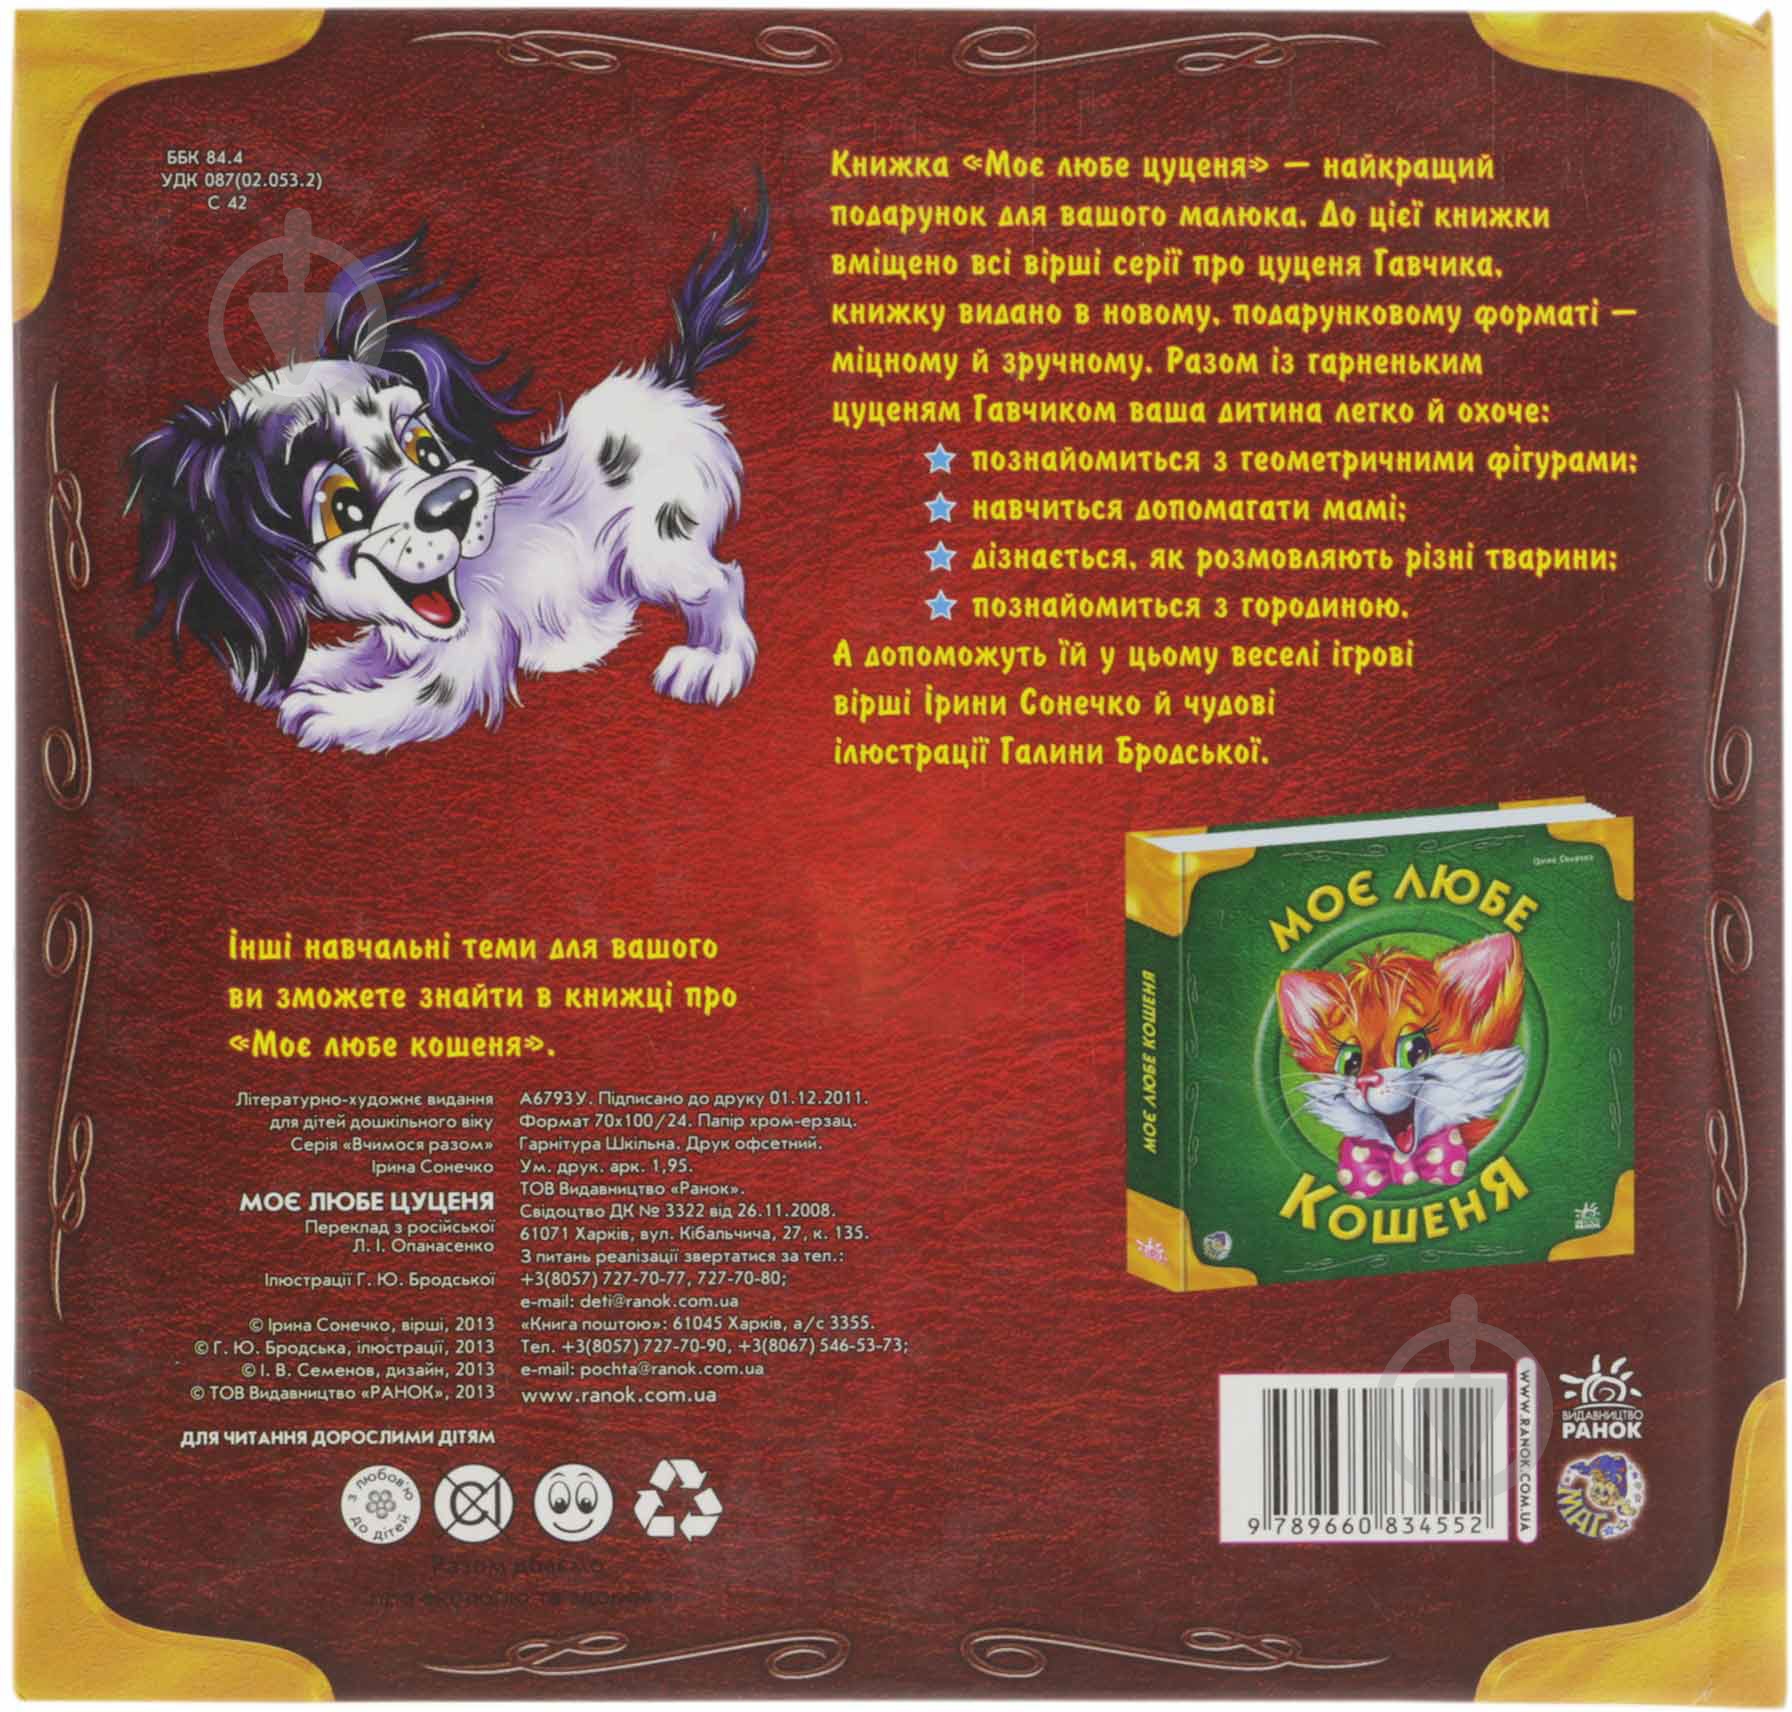 ББК 84.4
УДК 087(02.053.2)
С 42
Книжка «Моє любе цуценя» — найкращий
подарунок для вашого малюка. До цієї книжки
вміщено всі вірші серії про цуценя Гавчика,
книжку видано в новому, подарунковому форматі —
міцному й зручному. Разом із гарненьким
цуценям Гавчиком ваша дитина легко й охоче:
познайомиться з геометричними фігурами;
навчиться допомагати мамі;
дізнається, як розмовляють різні тварини;
познайомиться з городиною.
А допоможуть їй у цьому веселі ігрові
вірші Ірини Сонечко й чудові
ілюстрації Галини Бродської.
Інші навчальні теми для вашого
ви зможете знайти в книжці про
«Моє любе кошеня».
Ірина Сонечко
МОЄ ЛЮБЕ
КОШЕНЯ
МОЄ ЛЮБЕ КОШЕНЯ
РАНОК
Літературно-художнє видання
для дітей дошкільного віку
Серія «Вчимося разом»
Ірина Сонечко
МОЄ ЛЮБЕ ЦУЦЕНЯ
Переклад з російської
Л. І. Опанасенко
Ілюстрації Г. Ю. Бродської
© Ірина Сонечко, вірші, 2013
© Г. Ю. Бродська, ілюстрації, 2013
© І. В. Семенов, дизайн, 2013
© ТОВ Видавництво «РАНОК», 2013
ДЛЯ ЧИТАННЯ ДОРОСЛИМИ ДІТЯМ
А6793У. Підписано до друку 01.12.2011.
Формат 70х100/24. Папір хром-ерзац.
Гарнітура Шкільна. Друк офсетний.
Ум. друк. арк. 1,95.
ТОВ Видавництво «Ранок».
Свідоцтво ДК № 3322 від 26.11.2008.
61071 Харків, вул. Кібальчича, 27, к. 135.
З питань реалізації звертатися за тел.:
+3(8057) 727-70-77, 727-70-80;
e-mail: deti@ranok.com.ua
«Книга поштою»: 61045 Харків, а/с 3355.
Тел. +3(8057) 727-70-90, +3(8067) 546-53-73;
e-mail: pochta@ranok.com.ua
www.ranok.com.ua
з любов'ю
до дітей
Разом дбаємо
про екологію та
9 789660 834552
WWW.RANOK.COM.UA
ВИДАВНИЦТВО
РАНОК
МАГ